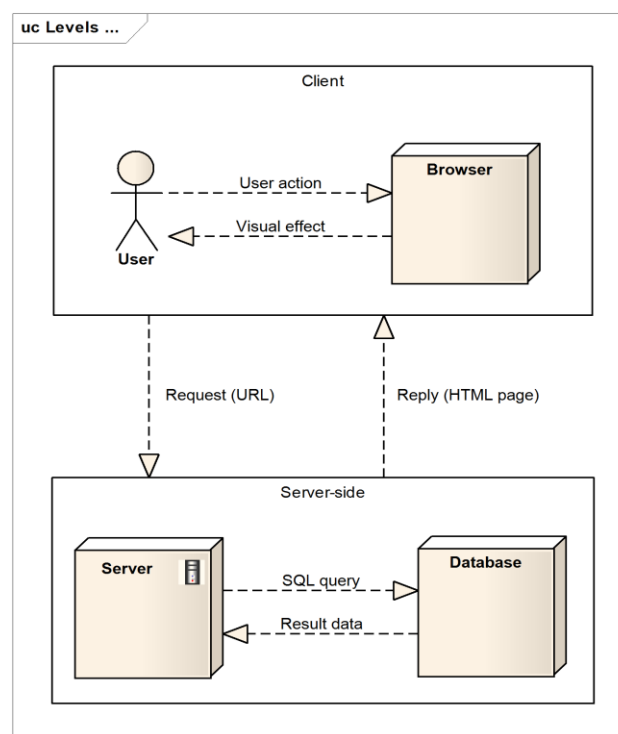 uc Levels ...
Client
User action
Browser
Visual effect
User
Request (URL)
Reply (HTML page)
Server-side
Server
Database
SQL query
Result data